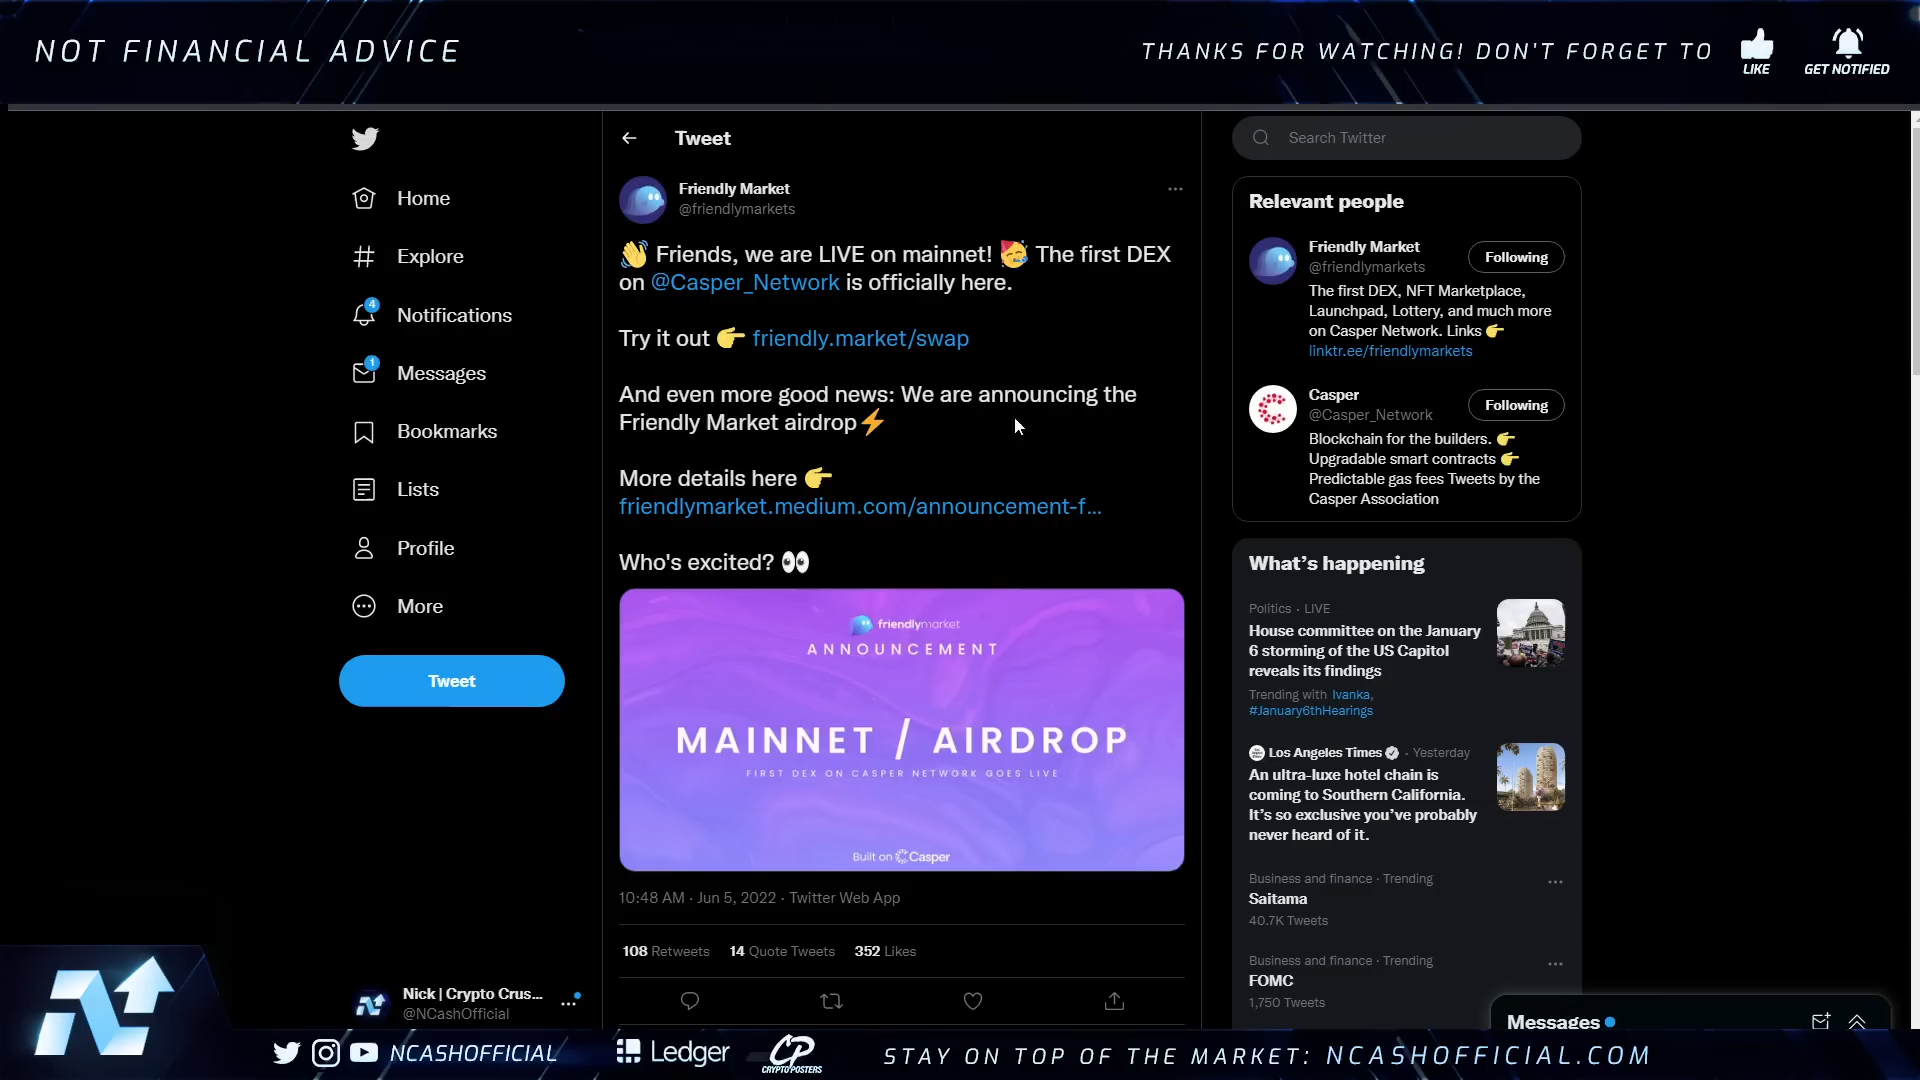 NOT FINANCIAL ADVICE
THANKS FOR WATCHING! DON'T FORGET TO
LIKE
GET NOTIFIED
Home
Explore
4
Notifications
1
Messages
Bookmarks
Lists
Profile
More
Tweet
Nick | Crypto Crus...
@NCashOfficial
Tweet
Friendly Market
@friendlymarkets
👋 Friends, we are LIVE on mainnet! 🥳 The first DEX
on @Casper_Network is officially here.
Try it out 👉 friendly.market/swap
And even more good news: We are announcing the
Friendly Market airdrop⚡
More details here 👉
friendlymarket.medium.com/announcement-f...
Who's excited? 👀
friendlymarket
ANNOUNCEMENT
MAINNET / AIRDROP
FIRST DEX ON CASPER NETWORK GOES LIVE
Built on Casper
10:48 AM · Jun 5, 2022 · Twitter Web App
108 Retweets 14 Quote Tweets 352 Likes
Search Twitter
Relevant people
Friendly Market
@friendlymarkets
Following
The first DEX, NFT Marketplace,
Launchpad, Lottery, and much more
on Casper Network. Links 👉
linktr.ee/friendlymarkets
Casper
@Casper_Network
Following
Blockchain for the builders. 👉
Upgradable smart contracts 👉
Predictable gas fees Tweets by the
Casper Association
What's happening
Politics · LIVE
House committee on the January
6 storming of the US Capitol
reveals its findings
Trending with Ivanka,
#January6thHearings
Los Angeles Times · Yesterday
An ultra-luxe hotel chain is
coming to Southern California.
It's so exclusive you've probably
never heard of it.
Business and finance · Trending
Saitama
40.7K Tweets
Business and finance · Trending
FOMC
1,750 Tweets
Messages
NCASHOFFICIAL
Ledger
CP
CRYPTOPOSTERS
STAY ON TOP OF THE MARKET: NCASHOFFICIAL.COM